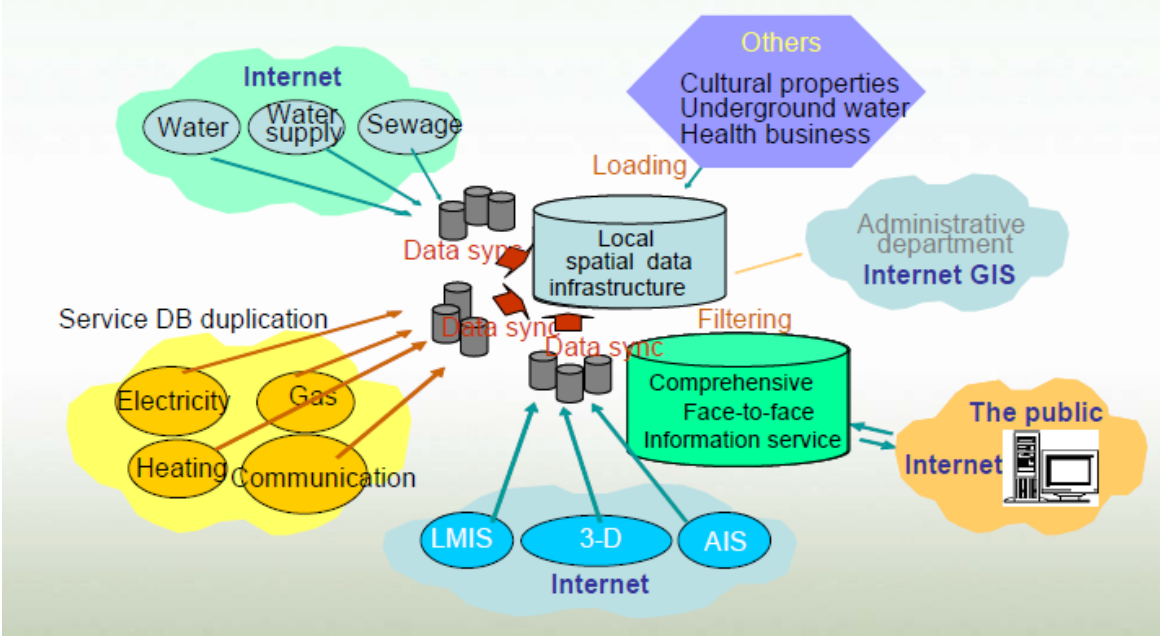 Others
Cultural properties
Underground water
Health business
Internet
Water
Water
supply
Sewage
Loading
Data sync
Local
spatial data
infrastructure
Administrative
department
Internet GIS
Service DB duplication
Data sync
Data sync
Filtering
Electricity
Gas
Heating
Communication
Comprehensive
Face-to-face
Information service
The public
Internet
LMIS
3-D
AIS
Internet